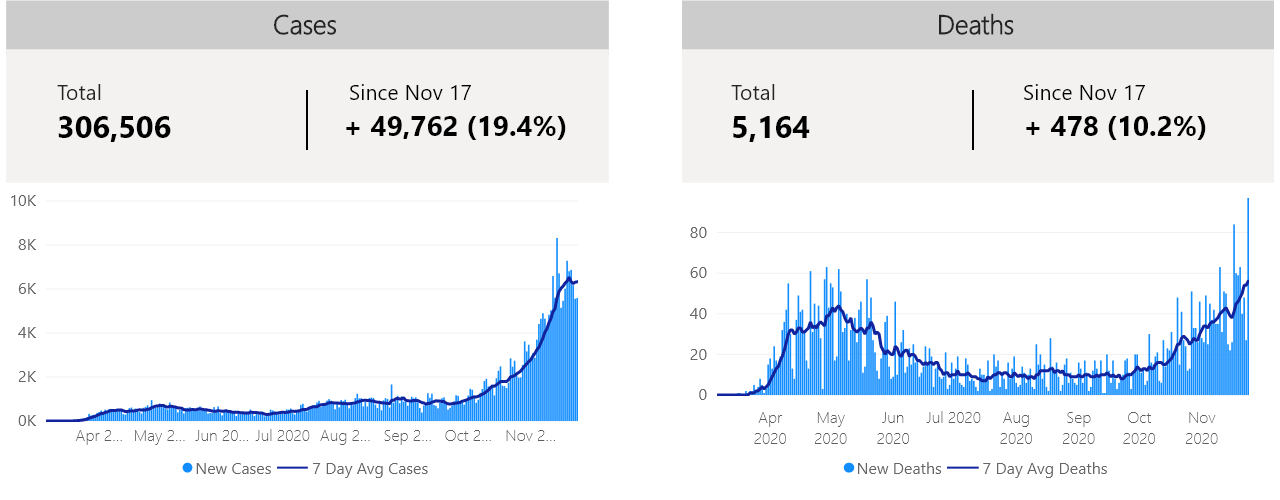 Cases
Total
306,506
Since Nov 17
+ 49,762 (19.4%)
10K
8K
6K
4K
2K
0K
Apr 2... May 2... Jun 20... Jul 2020 Aug 2... Sep 2... Oct 2... Nov 2...
New Cases 7 Day Avg Cases
Deaths
Total
5,164
Since Nov 17
+ 478 (10.2%)
80
60
40
20
0
Apr May Jun Jul 2020 Aug Sep Oct Nov
2020 2020 2020 2020 2020 2020 2020
New Deaths 7 Day Avg Deaths